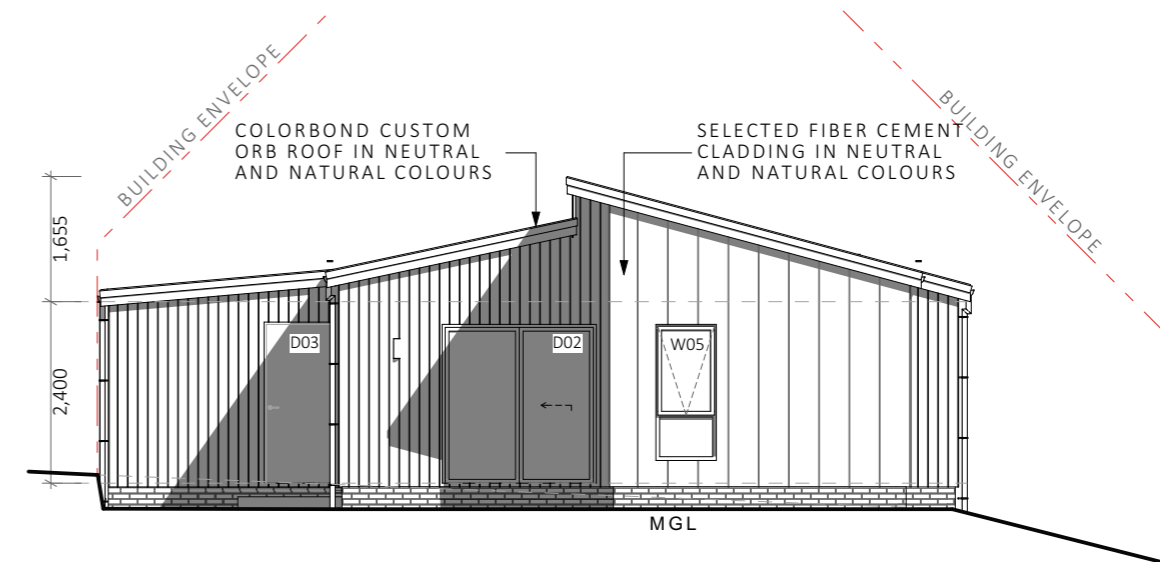 BUILDING ENVELOPE
COLORBOND CUSTOM
ORB ROOF IN NEUTRAL
AND NATURAL COLOURS
SELECTED FIBER CEMENT
CLADDING IN NEUTRAL
AND NATURAL COLOURS
BUILDING ENVELOPE
1,655
2,400
D03
D02
W05
MGL